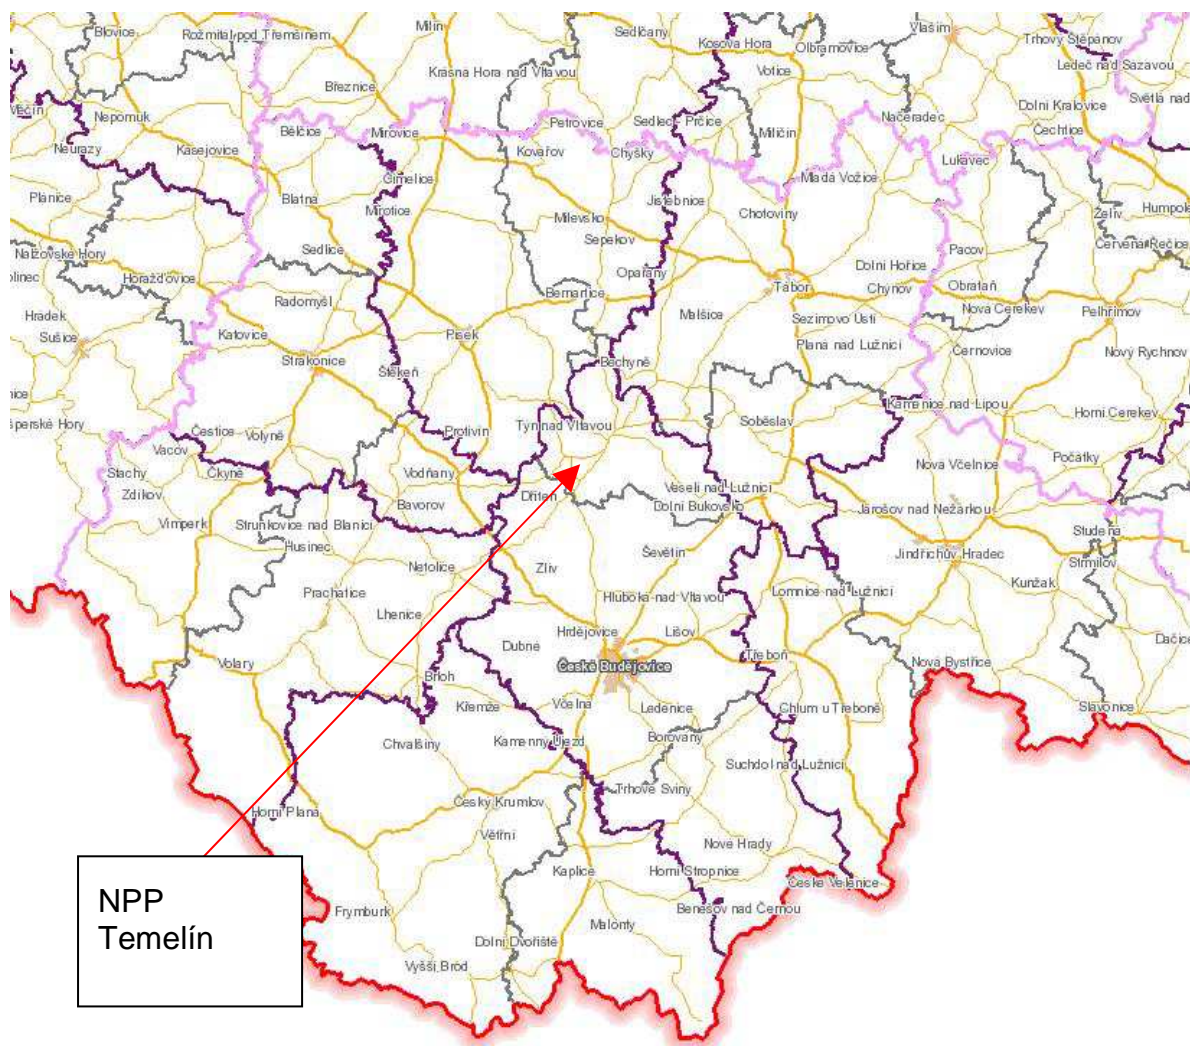 Blovice
Rožmitál pod Třemšínem
Milín
Sedlčany
Kosova Hora
Olbramovice
Vlašim
Trhový Štěpánov
Ledeč nad Sázavou
Krásná Hora nad Vltavou
Votice
Březnice
Světlá nad
Dolní Kralovice
Nepomuk
Petrovice
Sedlec - Prčice
Načeradec
Bělčice
Mirovice
Miličín
Čechtice
Neurazy
Kasejovice
Kovářov
Chyšky
Lukavec
Čimelice
Mladá Vožice
Plánice
Blatná
Mirotice
Jistebnice
Želiv
Humpole
Milevsko
Chotoviny
Sepekov
Nalžovské Hory
Sedlice
Pacov
Červená Řečice
Horažďovice
Opařany
Dolní Hořice
Tábor
Chýnov
Obrataň
Radomyšl
Bernartice
Nová Cerekev
Pelhřimov
Hrádek
Malšice
Sezimovo Ústí
Sušice
Katovice
Písek
Strakonice
Planá nad Lužnicí
Černovice
Nový Rychnov
Bechyně
Štěkeň
Kamenice nad Lipou
Horní Cerekev
šperské Hory
Čestice
Volyně
Protivín
Týn nad Vltavou
Soběslav
Vacov
Stachy
Čkyně
Vodňany
Nová Včelnice
Počátky
Zdíkov
Bavorov
Dříteň
Veselí nad Lužnicí
Dolní Bukovsko
Jarošov nad Nežárkou
Vimperk
Strunkovice nad Blanicí
Studená
Husinec
Ševětín
Jindřichův Hradec
Strmilov
Netolice
Zliv
Kunžak
Prachatice
Hluboká nad Vltavou
Lomnice nad Lužnicí
Lhenice
Hrdějovice
Lišov
Dačice
Dubné
Třeboň
Volary
České Budějovice
Nová Bystřice
Brloh
Křemže
Včelná
Ledenice
Chlum u Třeboně
Slavonice
Chvalšiny
Kamenný Újezd
Borovany
Suchdol nad Lužnicí
Trhové Sviny
Horní Planá
Český Krumlov
Větřní
Nové Hrady
Kaplice
Horní Stropnice
České Velenice
Frymburk
Benešov nad Černou
Malonty
Dolní Dvořiště
Vyšší Brod
NPP
Temelín